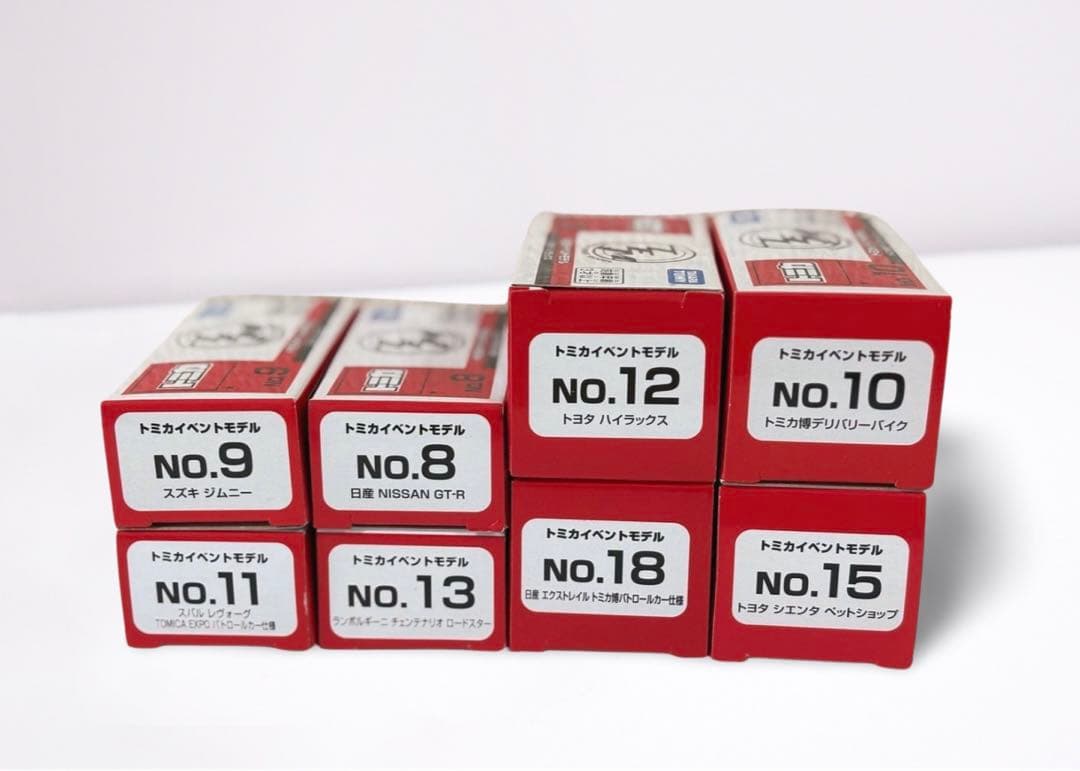 トミカイベントモデル
NO.12
トヨタ ハイラックス
トミカイベントモデル
NO.10
トミカ博デリバリーバイク
トミカイベントモデル
NO.9
スズキ ジムニー
トミカイベントモデル
NO.8
日産 NISSAN GT-R
トミカイベントモデル
NO.11
スバル レヴォーグ
TOMICA EXPO パトロールカー仕様
トミカイベントモデル
NO.13
ランボルギーニ チェンテナリオ ロードスター
トミカイベントモデル
NO.18
日産 エクストレイル トミカ博パトロールカー仕様
トミカイベントモデル
NO.15
トヨタ シエンタ ペットショップ
TAKARA
TOMY
NO.10
NO.9
NO.8